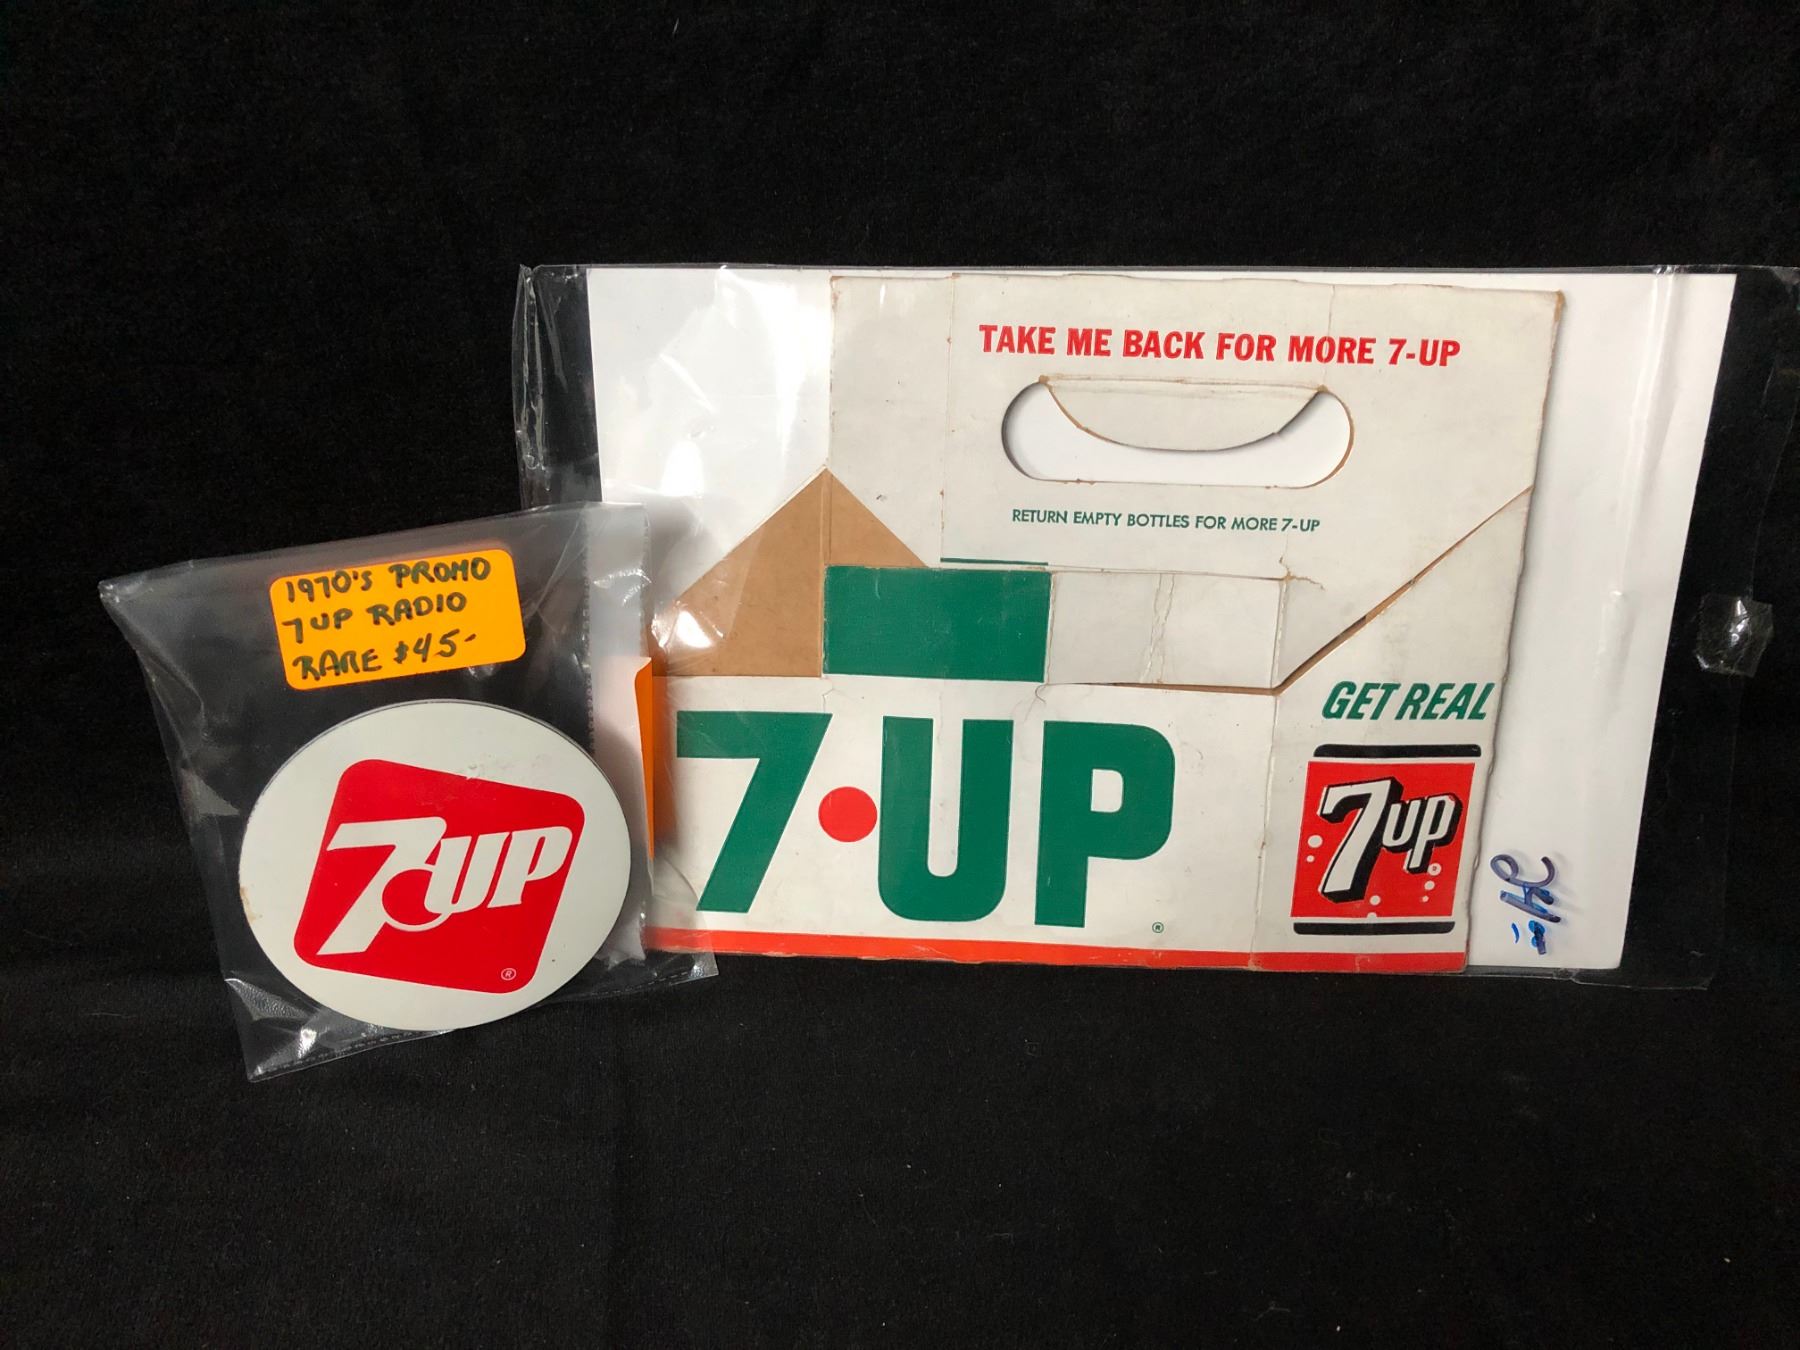 1970's PROMO
7UP RADIO
RARE $45-
7UP
®
TAKE ME BACK FOR MORE 7-UP
RETURN EMPTY BOTTLES FOR MORE 7-UP
7·UP
®
GET REAL
7up